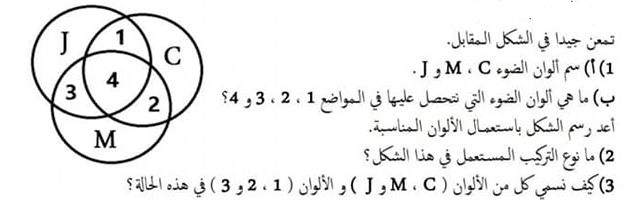 تمعن جيدا في الشكل المقابل.
1) أ) سم ألوان الضوء M ، C و J .
ب) ما هي ألوان الضوء التي نتحصل عليها في المواضع 1 ، 2 ، 3 و 4؟
أعد رسم الشكل باستعمال الألوان المناسبة.
2) ما نوع التركيب المستعمل في هذا الشكل؟
3) كيف نسمي كل من الألوان ( M ، C و J ) و الألوان ( 1 ، 2 و 3 ) في هذه الحالة؟
J
1
C
4
3
2
M